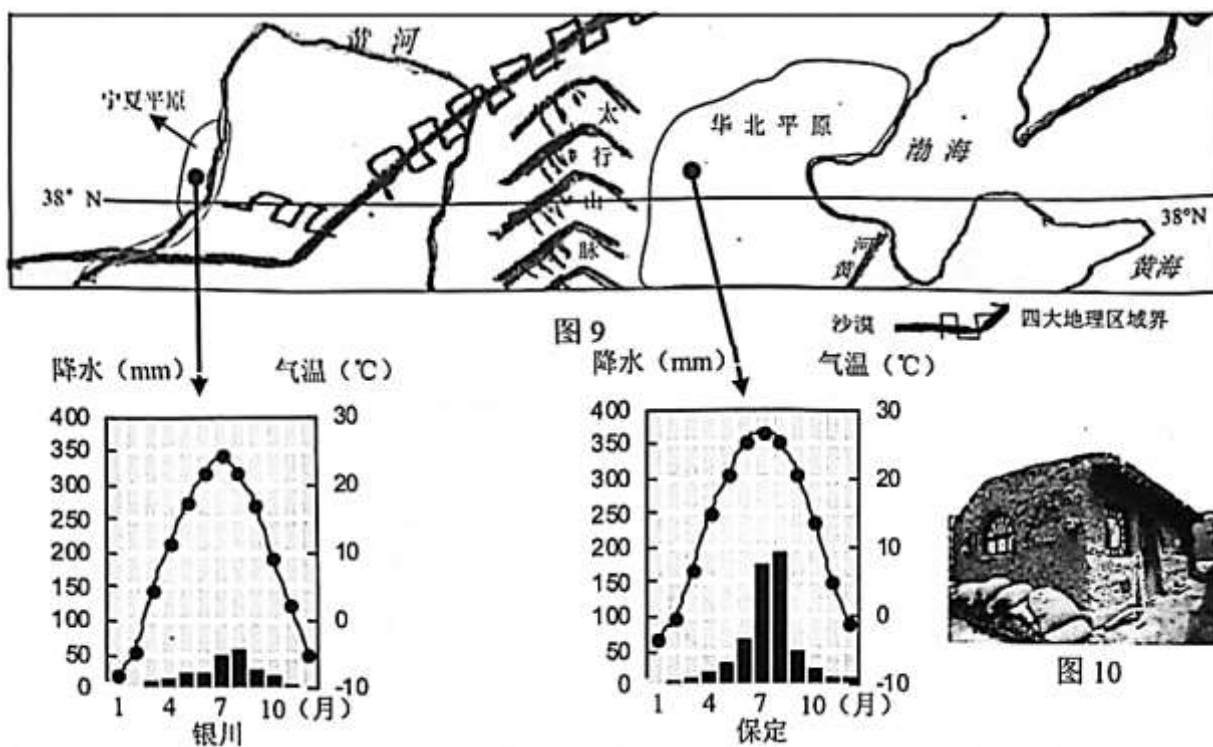 黄 河
宁夏平原
太
行
山
脉
华 北 平 原
渤 海
38° N
38°N
河
黄
黄海
图 9
沙漠
四大地理区域界
降水（mm） 气温（℃）
400 30
350
300 20
250
200 10
150
100 0
50
0 -10
1 4 7 10（月）
银川
降水（mm） 气温（℃）
400 30
350
300 20
250
200 10
150
100 0
50
0 -10
1 4 7 10（月）
保定
图 10